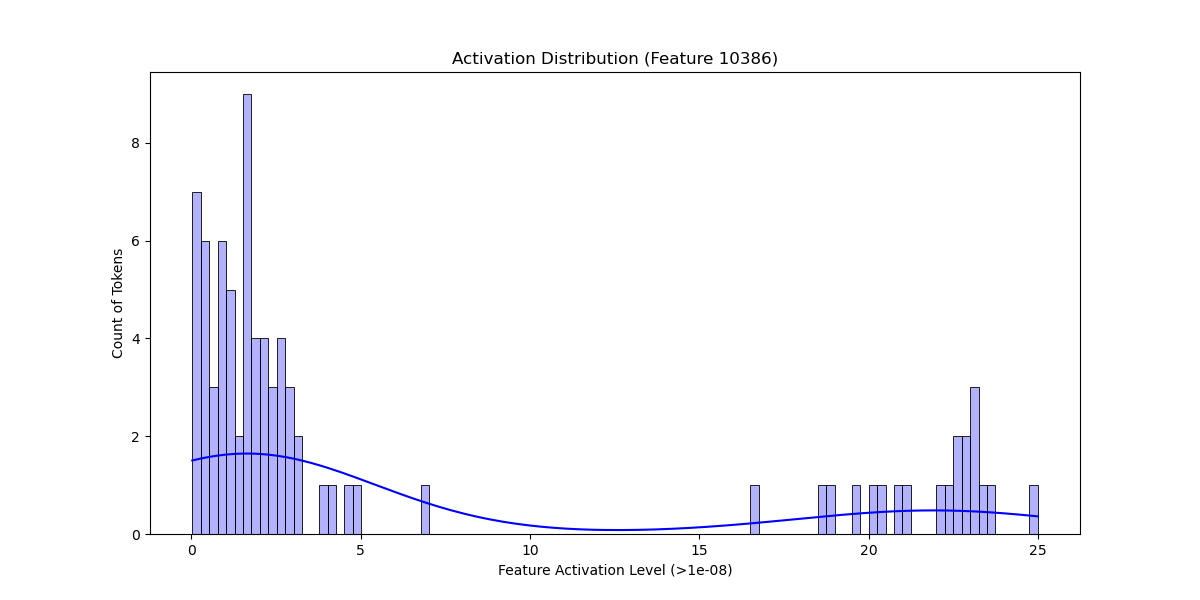 Activation Distribution (Feature 10386)
Count of Tokens
8
6
4
2
0
0 5 10 15 20 25
Feature Activation Level (>1e-08)